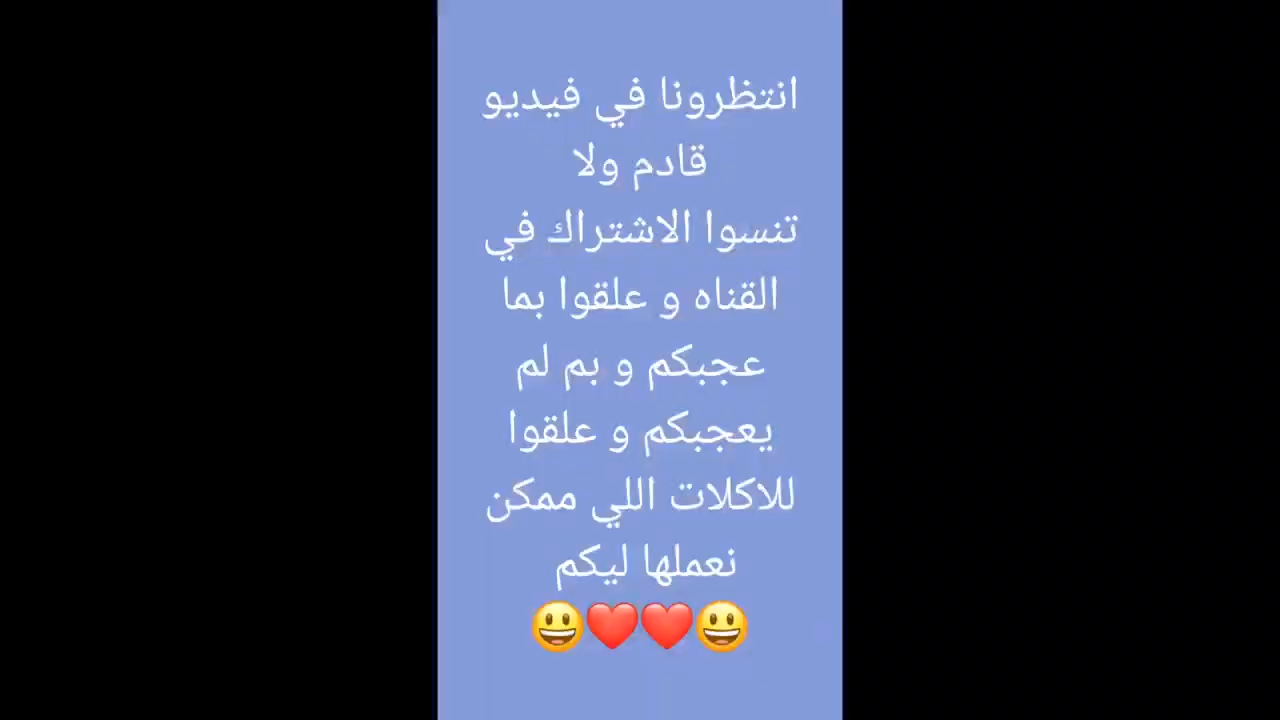 انتظرونا في فيديو
قادم ولا
تنسوا الاشتراك في
القناه و علقوا بما
عجبكم و بم لم
يعجبكم و علقوا
للاكلات اللي ممكن
نعملها ليكم
😃❤️❤️😃